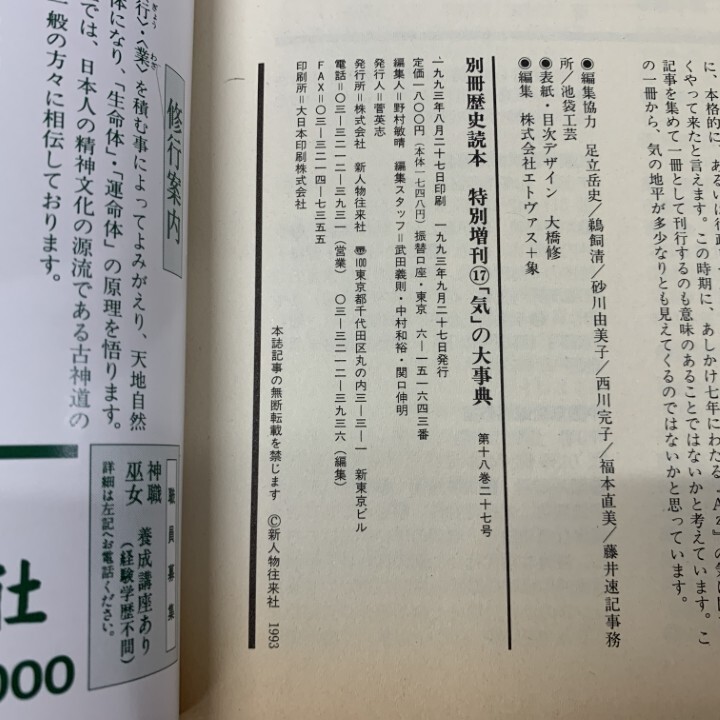 に、本格的に、あるいは行政
くやって来たと言えます。この時期に、あしかけ七年にわたる
記事を集めて一冊として刊行するのも意味のあることではないかと考えています。こ
の一冊から、気の地平が多少なりとも見えてくるのではないかと思っています。
●編集協力 足立岳史/鵜飼清/砂川由美子/西川完子/福本直美/藤井速記事務
所/池袋工芸
●表紙・目次デザイン 大橋修
●編集 株式会社エトヴァス+象
別冊歴史読本 特別増刊⑰「気」の大事典 第十八巻二十七号
一九九三年八月二十七日印刷 一九九三年九月二十七日発行
定価一八〇〇円(本体一七四八円)振替口座・東京 六―一五一六四三番
編集人=野村敏晴 編集スタッフ=武田義則・中村和裕・関口伸明
発行人=菅英志
発行所=株式会社 新人物往来社 〒100東京都千代田区丸の内三―三―一 新東京ビル
電話=〇三―三二一二―三九三一(営業) 〇三―三二一二―三九三六(編集)
FAX=〇三―三二一四―七三五五
印刷所=大日本印刷株式会社
本誌記事の無断転載を禁じます ©新人物往来社 1993
修行案内
行〉・〈業〉を積む事によってよみがえり、天地自然
ぎょう
わざ
体になり、「生命体」・「運命体」の原理を悟ります。
では、日本人の精神文化の源流である古神道の
一般の方々に相伝しております。
職員募集
神職
巫女
養成講座あり
(経験学歴不問)
詳細は左記へお電話ください。
社
000